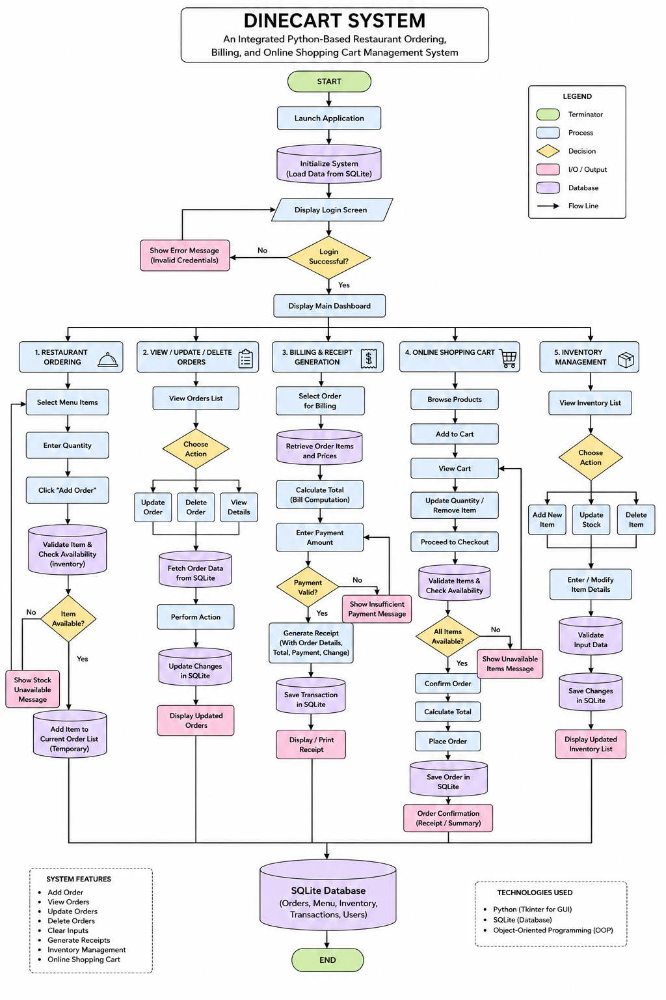 DINECART SYSTEM
An Integrated Python-Based Restaurant Ordering,
Billing, and Online Shopping Cart Management System
START
Launch Application
Initialize System
(Load Data from SQLite)
Display Login Screen
Show Error Message
(Invalid Credentials)
No
Login
Successful?
Yes
Display Main Dashboard
LEGEND
Terminator
Process
Decision
I/O / Output
Database
Flow Line
1. RESTAURANT
ORDERING
Select Menu Items
Enter Quantity
Click “Add Order”
Validate Item &
Check Availability
(inventory)
No
Item
Available?
Yes
Show Stock
Unavailable
Message
Add Item to
Current Order List
(Temporary)
2. VIEW / UPDATE / DELETE
ORDERS
View Orders List
Choose
Action
Update
Order
Delete
Order
View
Details
Fetch Order Data
from SQLite
Perform Action
Update Changes
in SQLite
Display Updated
Orders
3. BILLING & RECEIPT
GENERATION
$
Select Order
for Billing
Retrieve Order Items
and Prices
Calculate Total
(Bill Computation)
Enter Payment
Amount
Payment
Valid?
No
Show Insufficient
Payment Message
Yes
Generate Receipt
(With Order Details,
Total, Payment, Change)
Save Transaction
in SQLite
Display / Print
Receipt
4. ONLINE SHOPPING CART
Browse Products
Add to Cart
View Cart
Update Quantity /
Remove Item
Proceed to Checkout
Validate Items &
Check Availability
All Items
Available?
No
Show Unavailable
Items Message
Yes
Confirm Order
Calculate Total
Place Order
Save Order in
SQLite
Order Confirmation
(Receipt / Summary)
5. INVENTORY
MANAGEMENT
View Inventory List
Choose
Action
Add New
Item
Update
Stock
Delete
Item
Enter / Modify
Item Details
Validate
Input Data
Save Changes
in SQLite
Display Updated
Inventory List
SQLite Database
(Orders, Menu, Inventory,
Transactions, Users)
END
SYSTEM FEATURES
• Add Order
• View Orders
• Update Orders
• Delete Orders
• Clear Inputs
• Generate Receipts
• Inventory Management
• Online Shopping Cart
TECHNOLOGIES USED
• Python (Tkinter for GUI)
• SQLite (Database)
• Object-Oriented Programming (OOP)